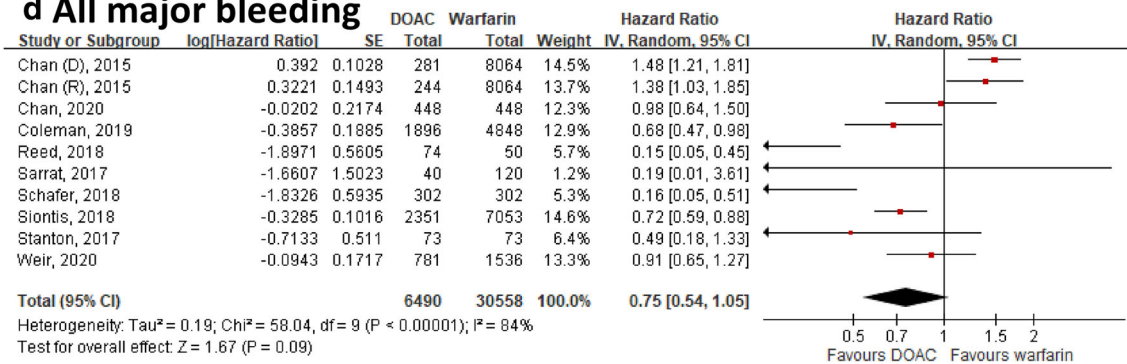 d All major bleeding
DOAC Warfarin Hazard Ratio Hazard Ratio
Study or Subgroup log[Hazard Ratio] SE Total Total Weight IV, Random, 95% CI IV, Random, 95% CI
Chan (D), 2015 0.392 0.1028 281 8064 14.5% 1.48 [1.21, 1.81]
Chan (R), 2015 0.3221 0.1493 244 8064 13.7% 1.38 [1.03, 1.85]
Chan, 2020 -0.0202 0.2174 448 448 12.3% 0.98 [0.64, 1.50]
Coleman, 2019 -0.3857 0.1885 1896 4848 12.9% 0.68 [0.47, 0.98]
Reed, 2018 -1.8971 0.5605 74 50 5.7% 0.15 [0.05, 0.45]
Sarrat, 2017 -1.6607 1.5023 40 120 1.2% 0.19 [0.01, 3.61]
Schafer, 2018 -1.8326 0.5935 302 302 5.3% 0.16 [0.05, 0.51]
Siontis, 2018 -0.3285 0.1016 2351 7053 14.6% 0.72 [0.59, 0.88]
Stanton, 2017 -0.7133 0.511 73 73 6.4% 0.49 [0.18, 1.33]
Weir, 2020 -0.0943 0.1717 781 1536 13.3% 0.91 [0.65, 1.27]
Total (95% CI) 6490 30558 100.0% 0.75 [0.54, 1.05]
Heterogeneity: Tau² = 0.19; Chi² = 58.04, df = 9 (P < 0.00001); I² = 84%
Test for overall effect: Z = 1.67 (P = 0.09)
0.5 0.7 1 1.5 2
Favours DOAC Favours warfarin